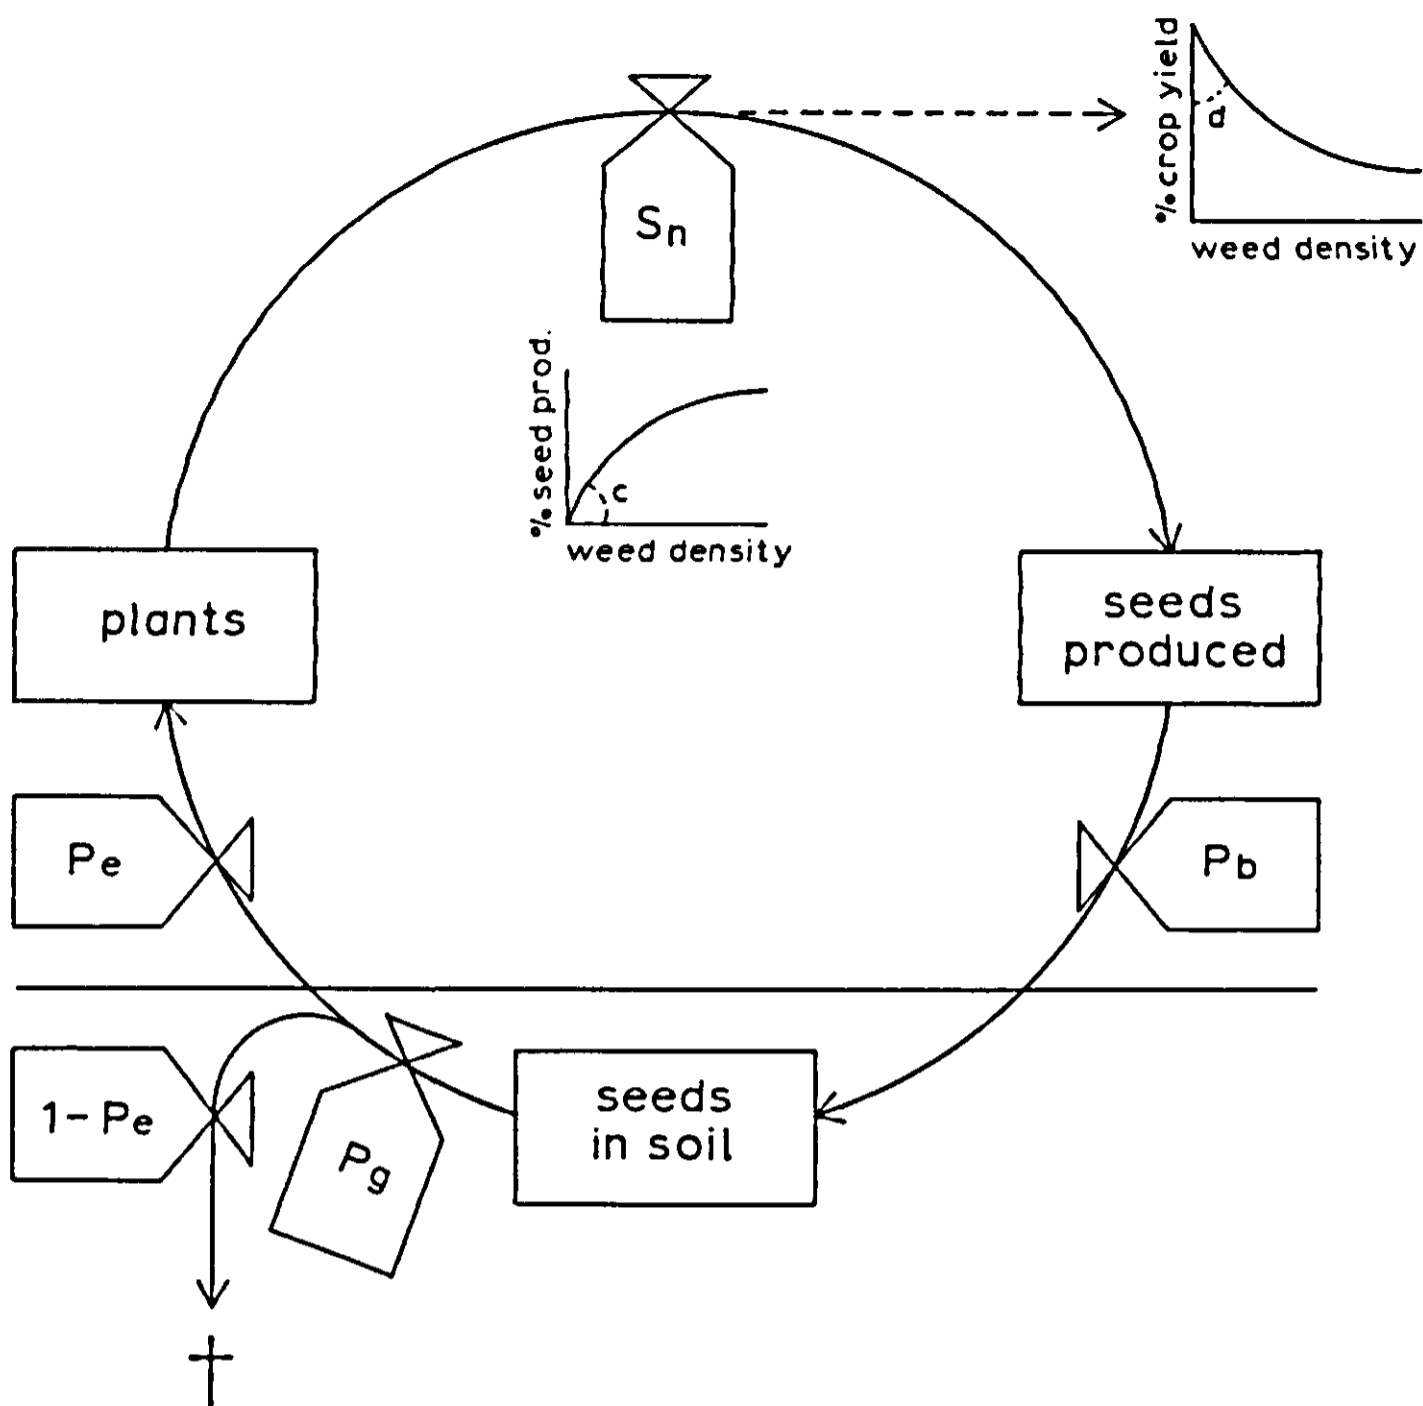 % crop yield
d
weed density
Sn
% seed prod.
c
weed density
plants
seeds
produced
Pe
Pb
1-Pe
Pg
seeds
in soil